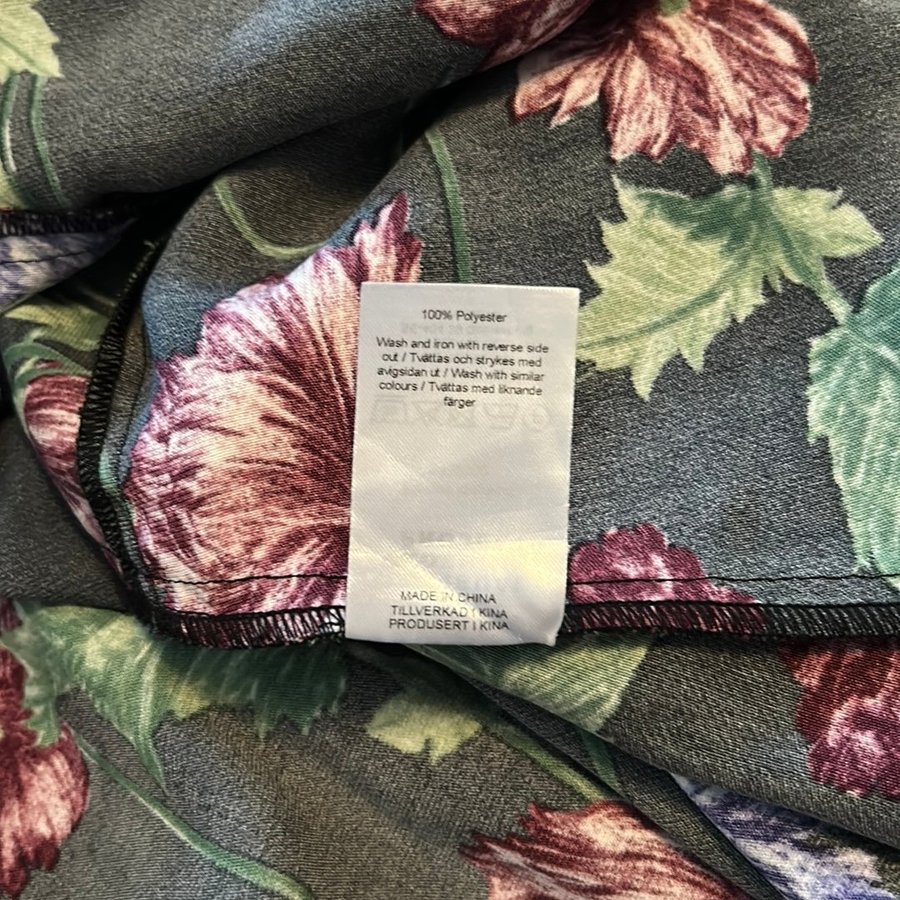 100% Polyester
Wash and iron with reverse side
out / Tvättas och strykes med
avigsidan ut / Wash with similar
colours / Tvättas med liknande
färger
MADE IN CHINA
TILLVERKAD I KINA
PRODUSERT I KINA